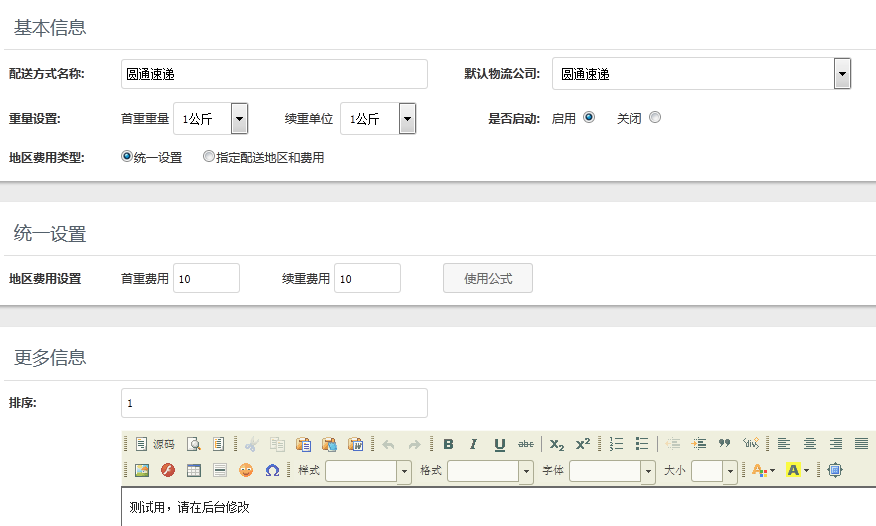 基本信息
配送方式名称: 圆通速递 默认物流公司: 圆通速递
重量设置: 首重重量 1公斤 续重单位 1公斤 是否启动: 启用 关闭
地区费用类型: 统一设置 指定配送地区和费用
统一设置
地区费用设置 首重费用 10 续重费用 10 使用公式
更多信息
排序: 1
源码 B I U abc X₂ X² div
样式 格式 字体 大小 A A
测试用，请在后台修改